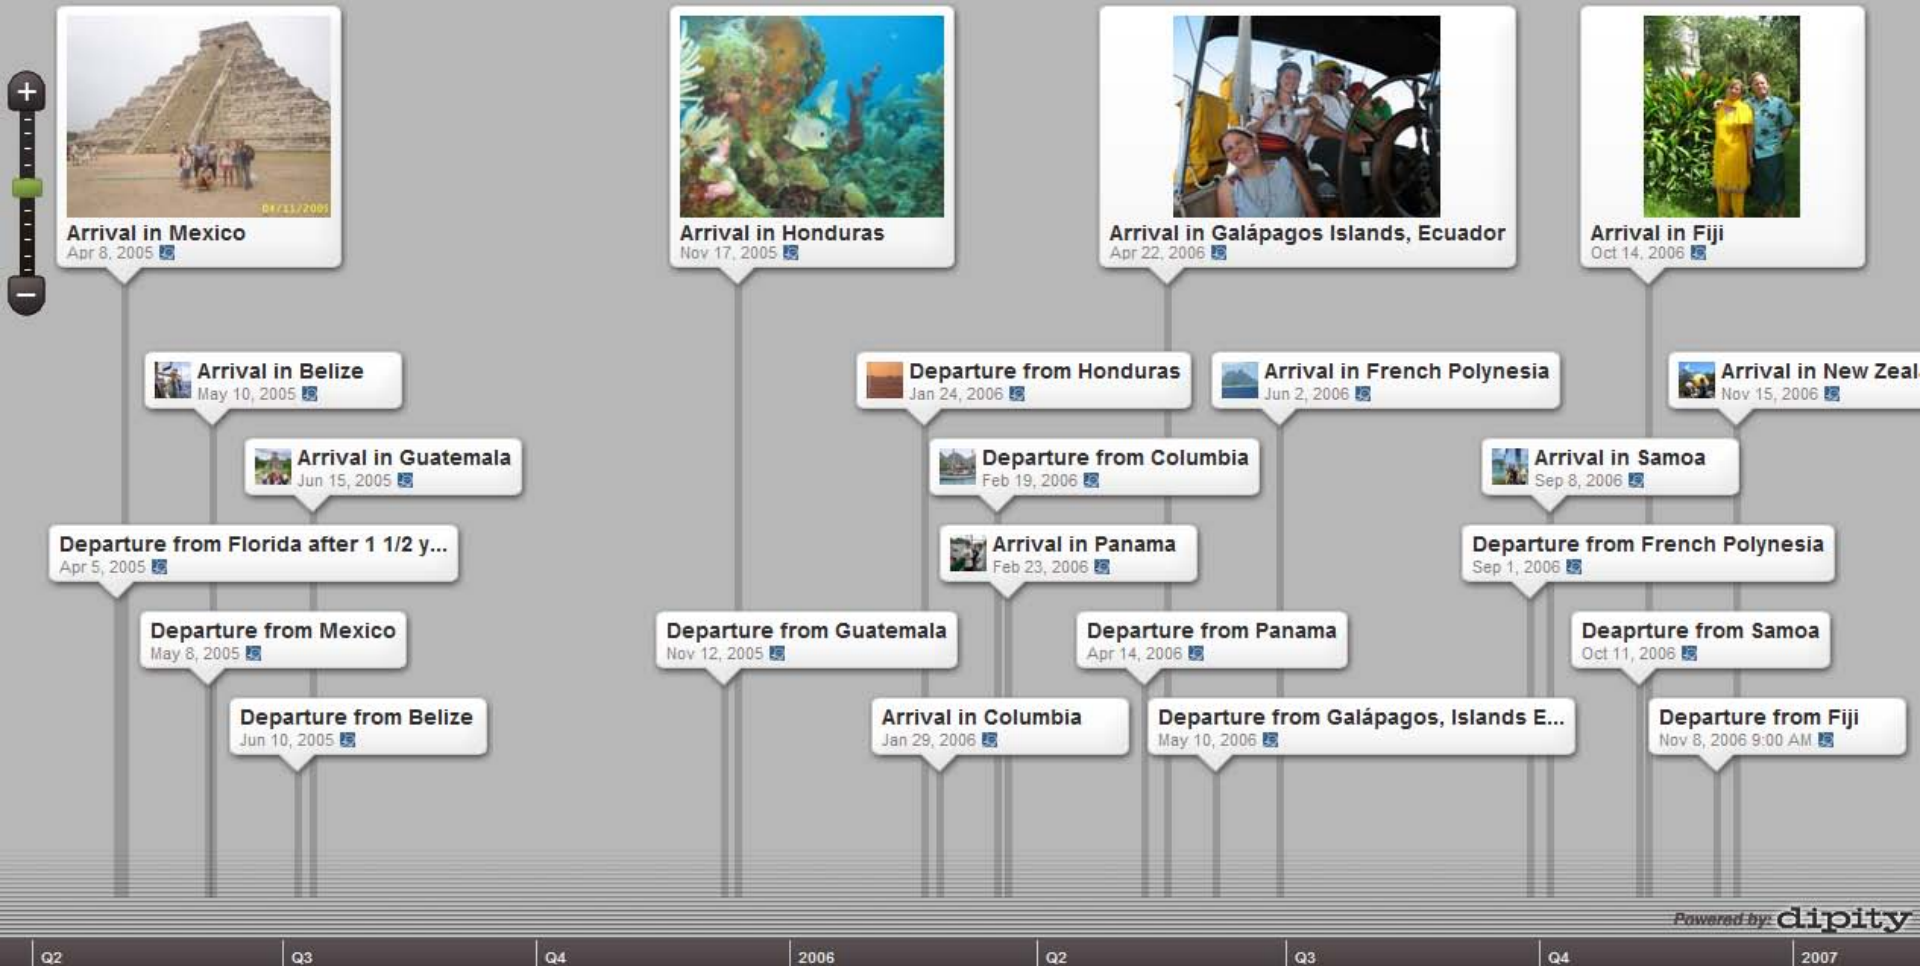 +
−
04/11/2005
Arrival in Mexico
Apr 8, 2005
Arrival in Honduras
Nov 17, 2005
Arrival in Galápagos Islands, Ecuador
Apr 22, 2006
Arrival in Fiji
Oct 14, 2006
Arrival in Belize
May 10, 2005
Departure from Honduras
Jan 24, 2006
Arrival in French Polynesia
Jun 2, 2006
Arrival in New Zeal
Nov 15, 2006
Arrival in Guatemala
Jun 15, 2005
Departure from Columbia
Feb 19, 2006
Arrival in Samoa
Sep 8, 2006
Departure from Florida after 1 1/2 y...
Apr 5, 2005
Arrival in Panama
Feb 23, 2006
Departure from French Polynesia
Sep 1, 2006
Departure from Mexico
May 8, 2005
Departure from Guatemala
Nov 12, 2005
Departure from Panama
Apr 14, 2006
Deaprture from Samoa
Oct 11, 2006
Departure from Belize
Jun 10, 2005
Arrival in Columbia
Jan 29, 2006
Departure from Galápagos, Islands E...
May 10, 2006
Departure from Fiji
Nov 8, 2006 9:00 AM
Powered by: dipity
Q2 Q3 Q4 2006 Q2 Q3 Q4 2007